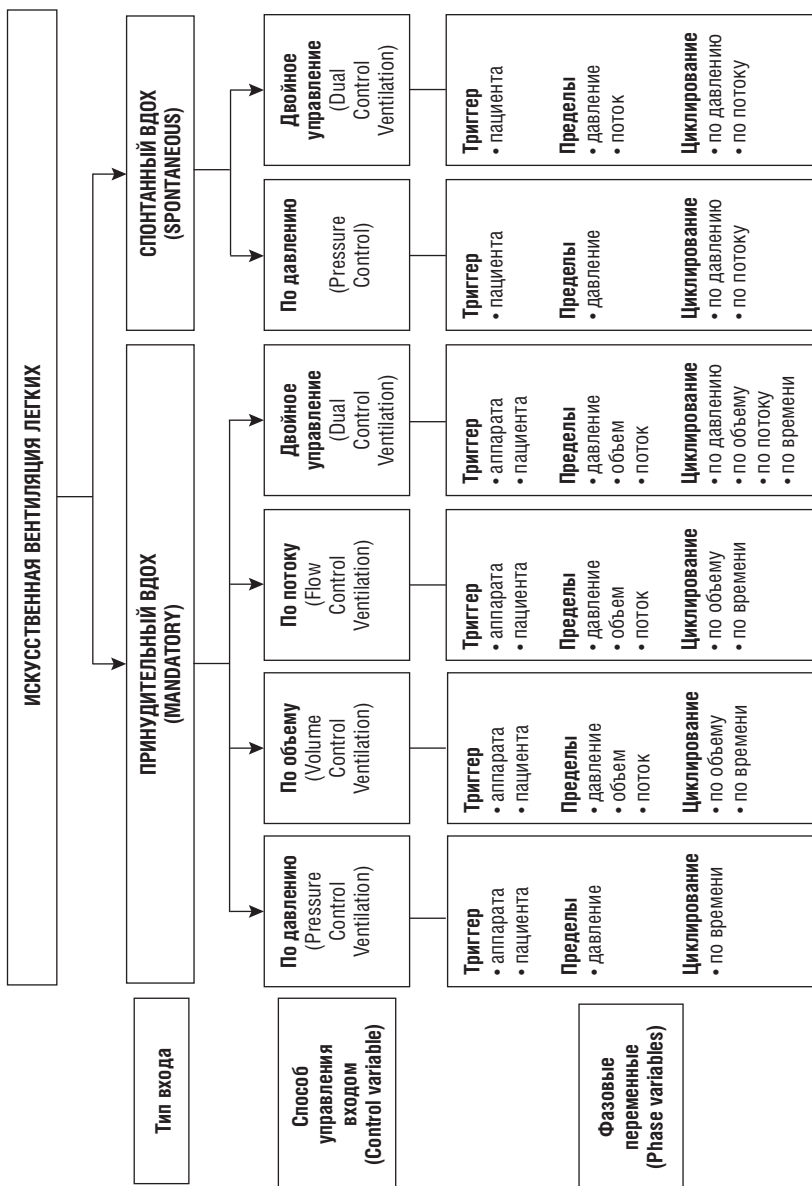 ИСКУССТВЕННАЯ ВЕНТИЛЯЦИЯ ЛЕГКИХ
Тип входа
ПРИНУДИТЕЛЬНЫЙ ВДОХ
(MANDATORY)
СПОНТАННЫЙ ВДОХ
(SPONTANEOUS)
Способ
управления
входом
(Control variable)
По давлению
(Pressure
Control
Ventilation)
По объему
(Volume
Control
Ventilation)
По потоку
(Flow
Control
Ventilation)
Двойное
управление
(Dual
Control
Ventilation)
По давлению
(Pressure
Control)
Двойное
управление
(Dual
Control
Ventilation)
Фазовые
переменные
(Phase variables)
Триггер
• аппарата
• пациента
Пределы
• давление
Циклирование
• по времени
Триггер
• аппарата
• пациента
Пределы
• давление
• объем
• поток
Циклирование
• по объему
• по времени
Триггер
• аппарата
• пациента
Пределы
• давление
• объем
• поток
Циклирование
• по объему
• по времени
Триггер
• аппарата
• пациента
Пределы
• давление
• объем
• поток
Циклирование
• по давлению
• по объему
• по потоку
• по времени
Триггер
• пациента
Пределы
• давление
Циклирование
• по давлению
• по потоку
Триггер
• пациента
Пределы
• давление
• поток
Циклирование
• по давлению
• по потоку